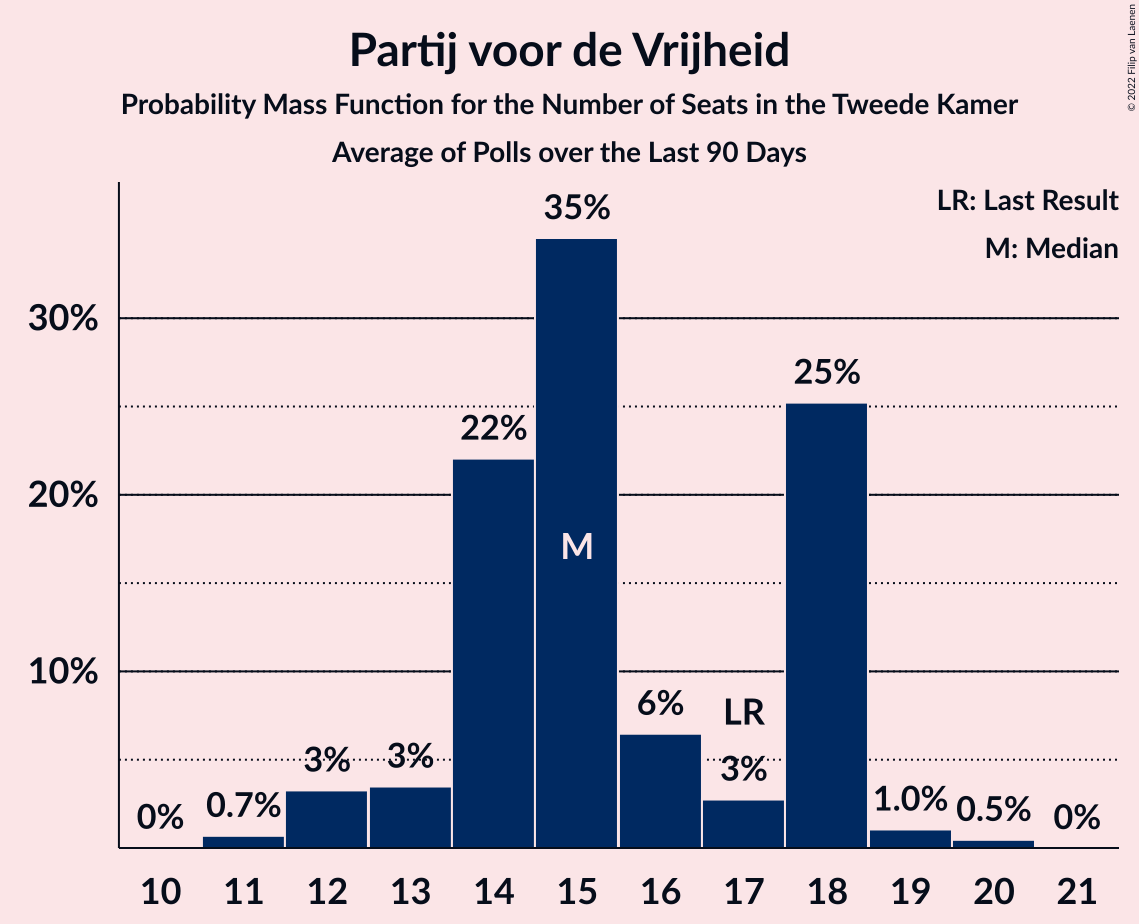 Partij voor de Vrijheid
Probability Mass Function for the Number of Seats in the Tweede Kamer
Average of Polls over the Last 90 Days
© 2022 Filip van Laenen
LR: Last Result
M: Median
35%
30%
25%
22%
20%
M
10%
6%
LR
3%
3%
3%
0%
0.7%
1.0%
0.5%
0%
10 11 12 13 14 15 16 17 18 19 20 21